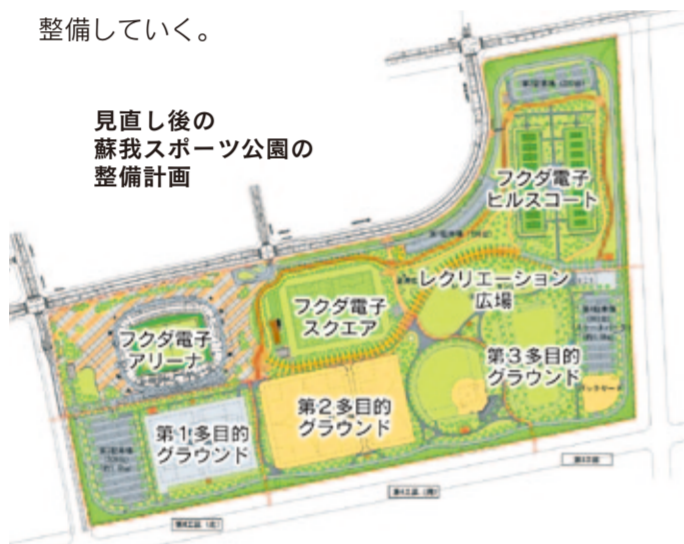 整備していく。
見直し後の
蘇我スポーツ公園の
整備計画
フクダ電子
ヒルスコート
レクリエーション
広場
フクダ電子
スクエア
フクダ電子
アリーナ
第3多目的
グラウンド
第2多目的
グラウンド
第1多目的
グラウンド